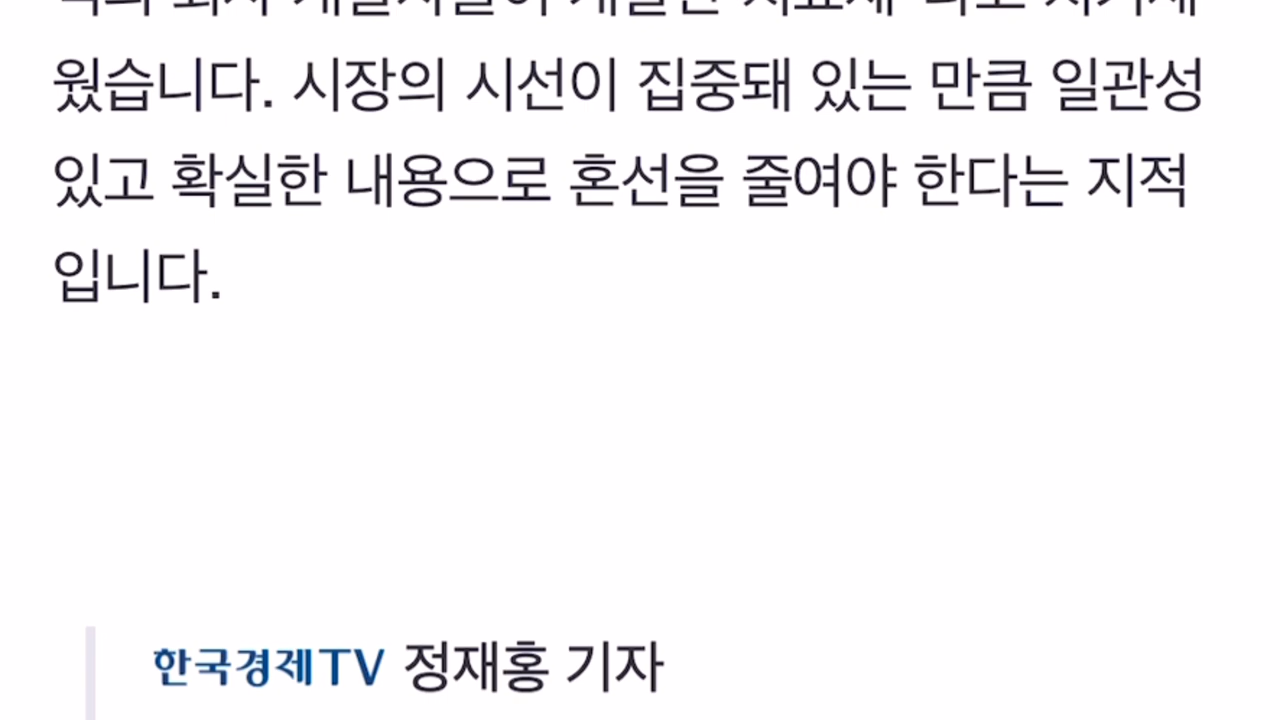 웠습니다. 시장의 시선이 집중돼 있는 만큼 일관성
있고 확실한 내용으로 혼선을 줄여야 한다는 지적
입니다.
한국경제TV 정재홍 기자